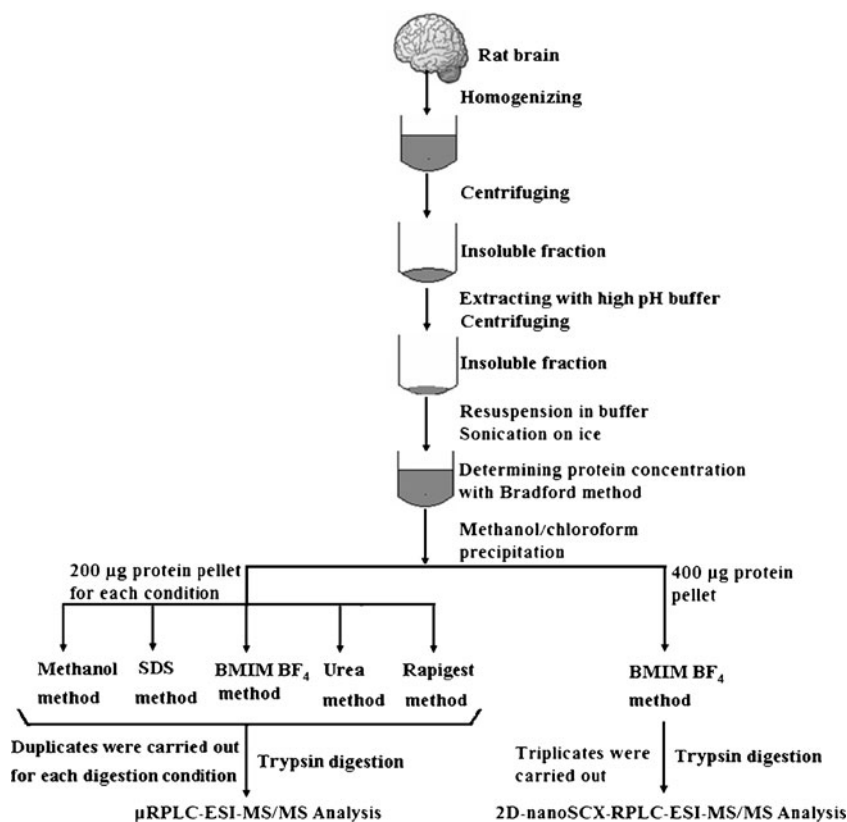 Rat brain
Homogenizing
Centrifuging
Insoluble fraction
Extracting with high pH buffer
Centrifuging
Insoluble fraction
Resuspension in buffer
Sonication on ice
Determining protein concentration
with Bradford method
Methanol/chloroform
precipitation
200 µg protein pellet
for each condition
400 µg protein
pellet
Methanol
method
SDS
method
BMIM BF₄
method
Urea
method
Rapigest
method
BMIM BF₄
method
Duplicates were carried out
for each digestion condition
Trypsin digestion
Triplicates were
carried out
Trypsin digestion
µRPLC-ESI-MS/MS Analysis
2D-nanoSCX-RPLC-ESI-MS/MS Analysis